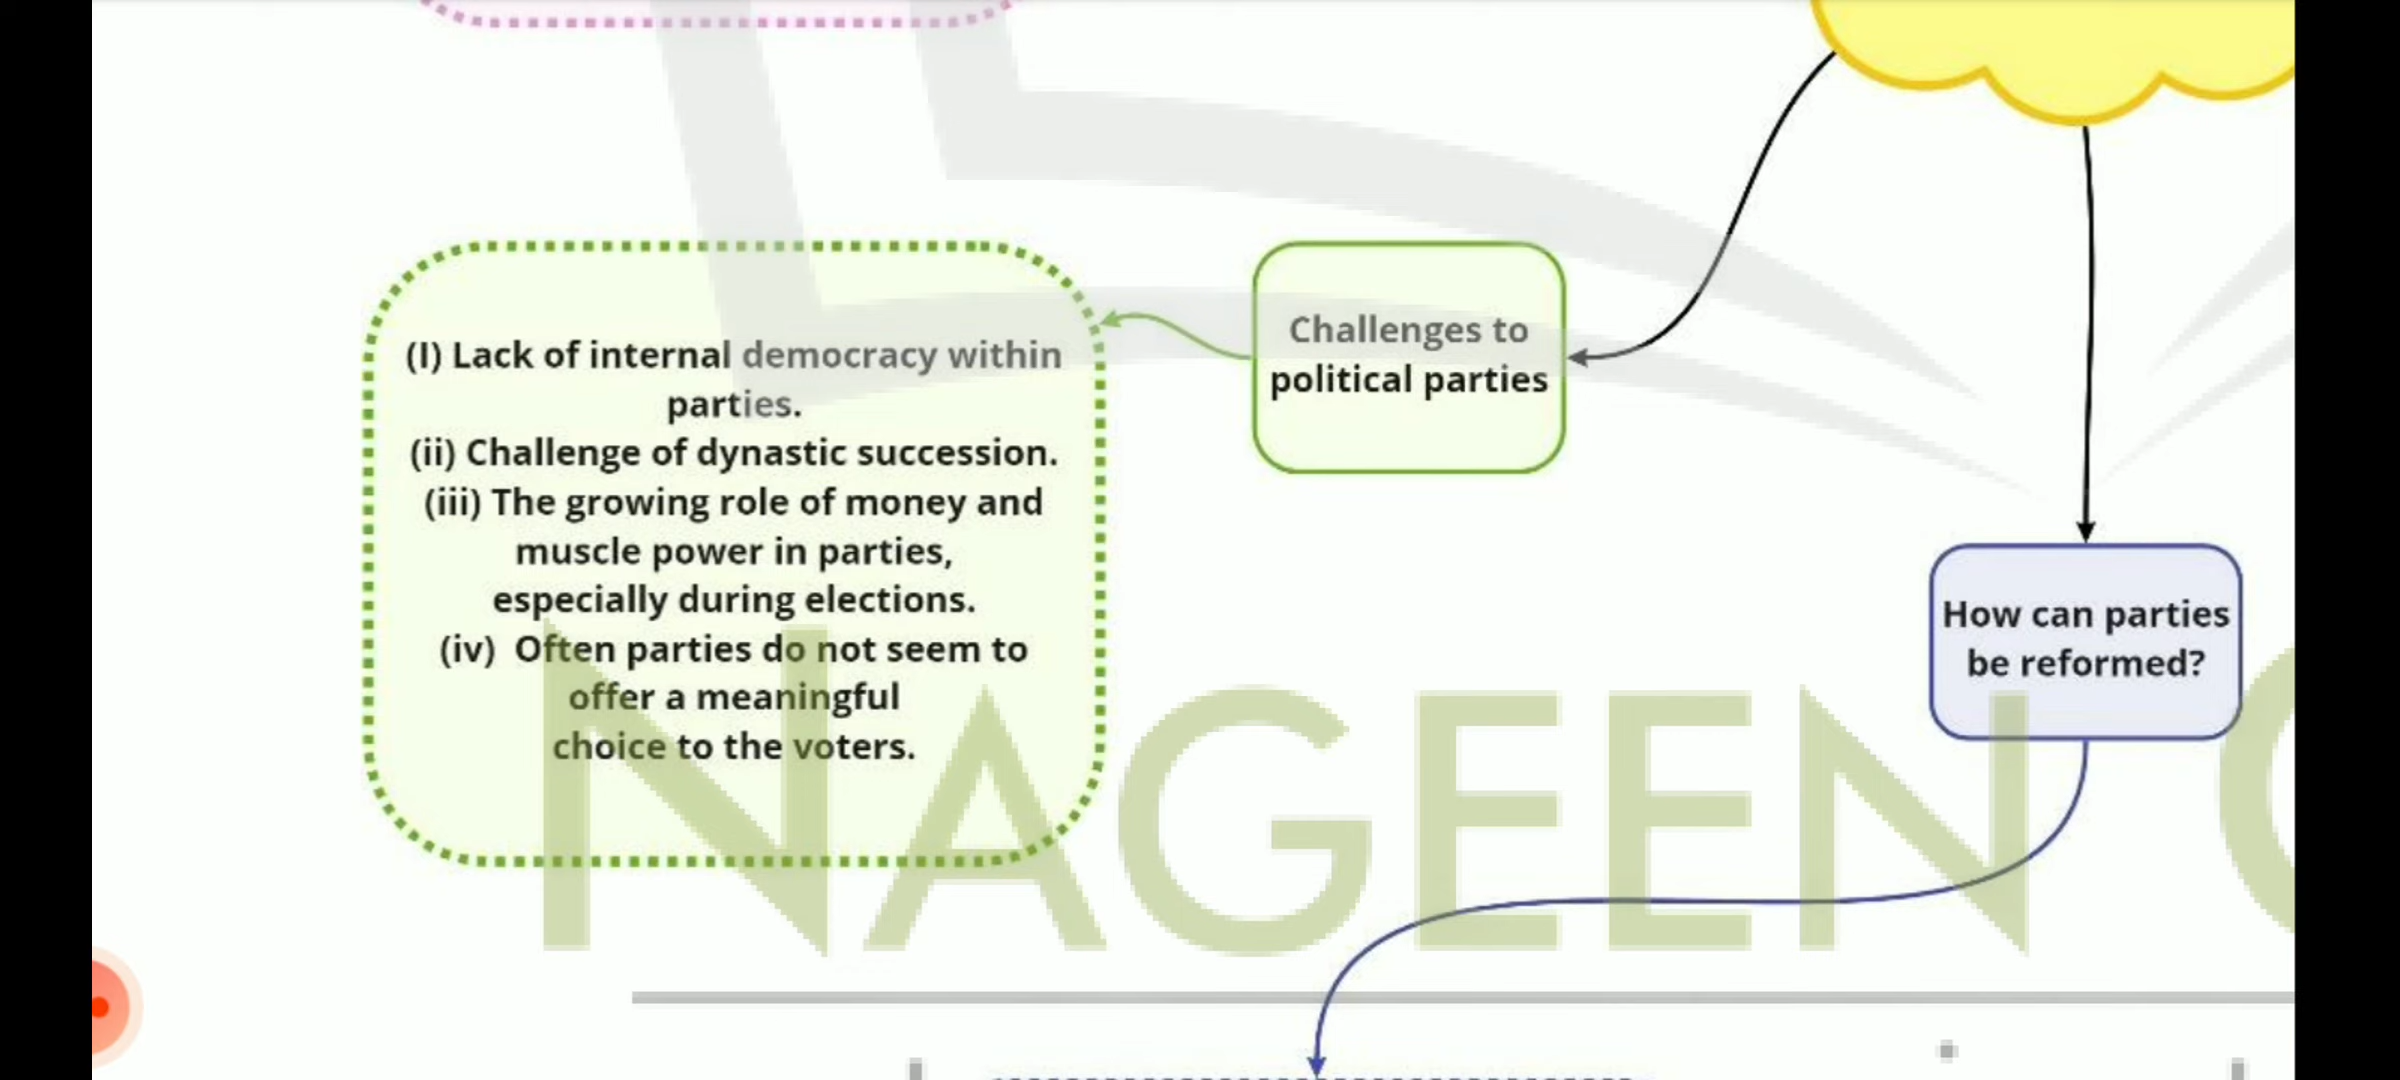 (I) Lack of internal democracy within
parties.
(ii) Challenge of dynastic succession.
(iii) The growing role of money and
muscle power in parties,
especially during elections.
(iv) Often parties do not seem to
offer a meaningful
choice to the voters.
Challenges to
political parties
How can parties
be reformed?
NAGEEN